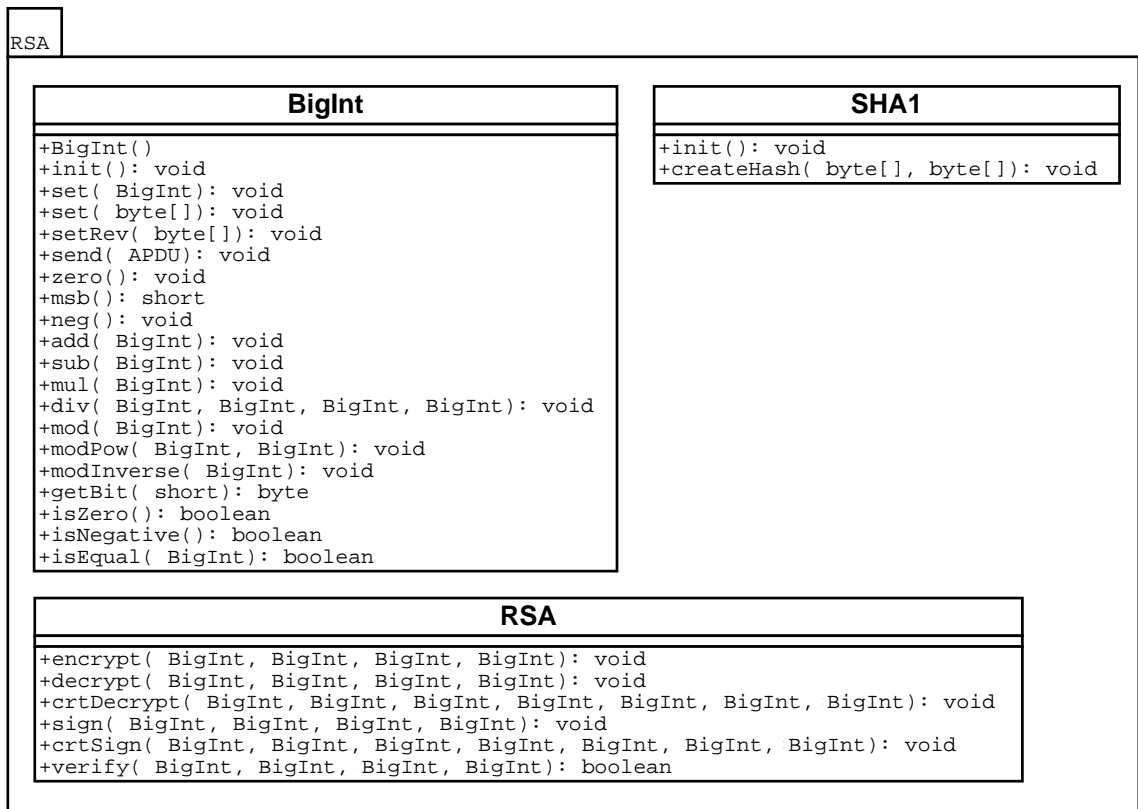 RSA
BigInt
+BigInt()
+init(): void
+set( BigInt): void
+set( byte[]): void
+setRev( byte[]): void
+send( APDU): void
+zero(): void
+msb(): short
+neg(): void
+add( BigInt): void
+sub( BigInt): void
+mul( BigInt): void
+div( BigInt, BigInt, BigInt, BigInt): void
+mod( BigInt): void
+modPow( BigInt, BigInt): void
+modInverse( BigInt): void
+getBit( short): byte
+isZero(): boolean
+isNegative(): boolean
+isEqual( BigInt): boolean
SHA1
+init(): void
+createHash( byte[], byte[]): void
RSA
+encrypt( BigInt, BigInt, BigInt, BigInt): void
+decrypt( BigInt, BigInt, BigInt, BigInt): void
+crtDecrypt( BigInt, BigInt, BigInt, BigInt, BigInt, BigInt, BigInt): void
+sign( BigInt, BigInt, BigInt, BigInt): void
+crtSign( BigInt, BigInt, BigInt, BigInt, BigInt, BigInt, BigInt): void
+verify( BigInt, BigInt, BigInt, BigInt): boolean